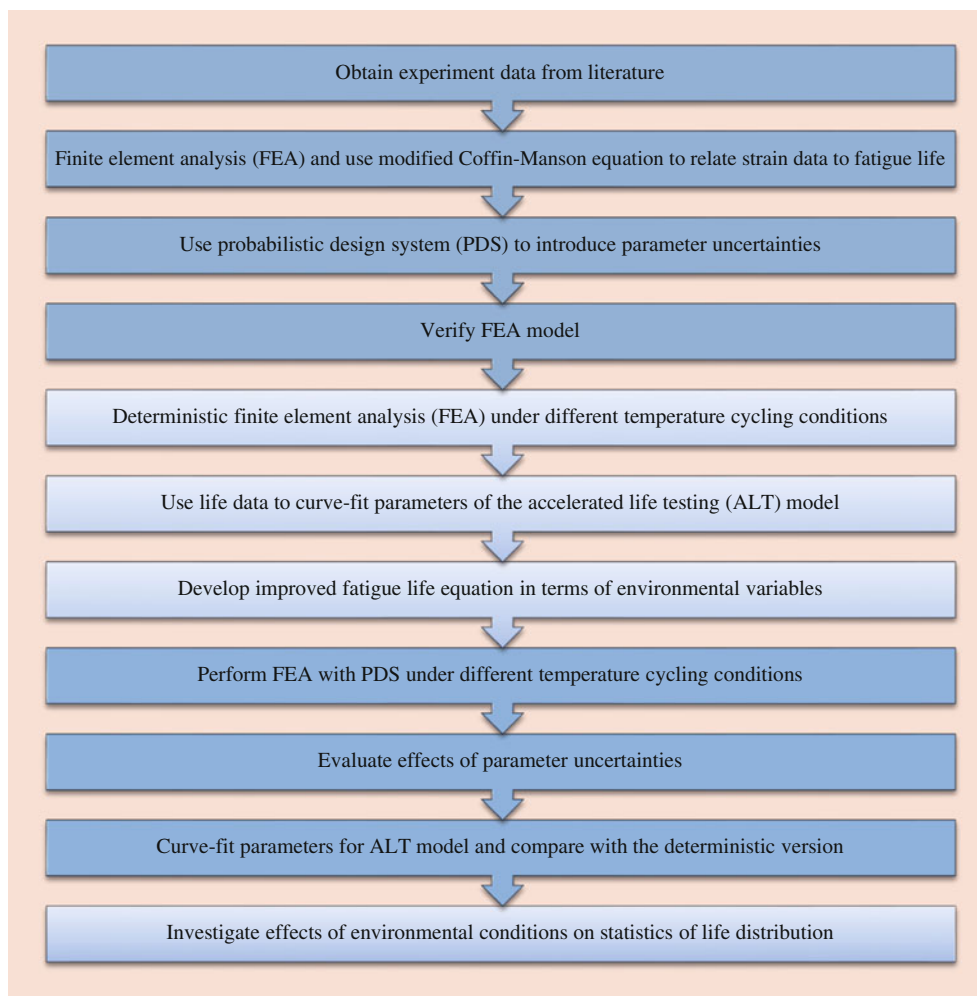 Obtain experiment data from literature
Finite element analysis (FEA) and use modified Coffin-Manson equation to relate strain data to fatigue life
Use probabilistic design system (PDS) to introduce parameter uncertainties
Verify FEA model
Deterministic finite element analysis (FEA) under different temperature cycling conditions
Use life data to curve-fit parameters of the accelerated life testing (ALT) model
Develop improved fatigue life equation in terms of environmental variables
Perform FEA with PDS under different temperature cycling conditions
Evaluate effects of parameter uncertainties
Curve-fit parameters for ALT model and compare with the deterministic version
Investigate effects of environmental conditions on statistics of life distribution